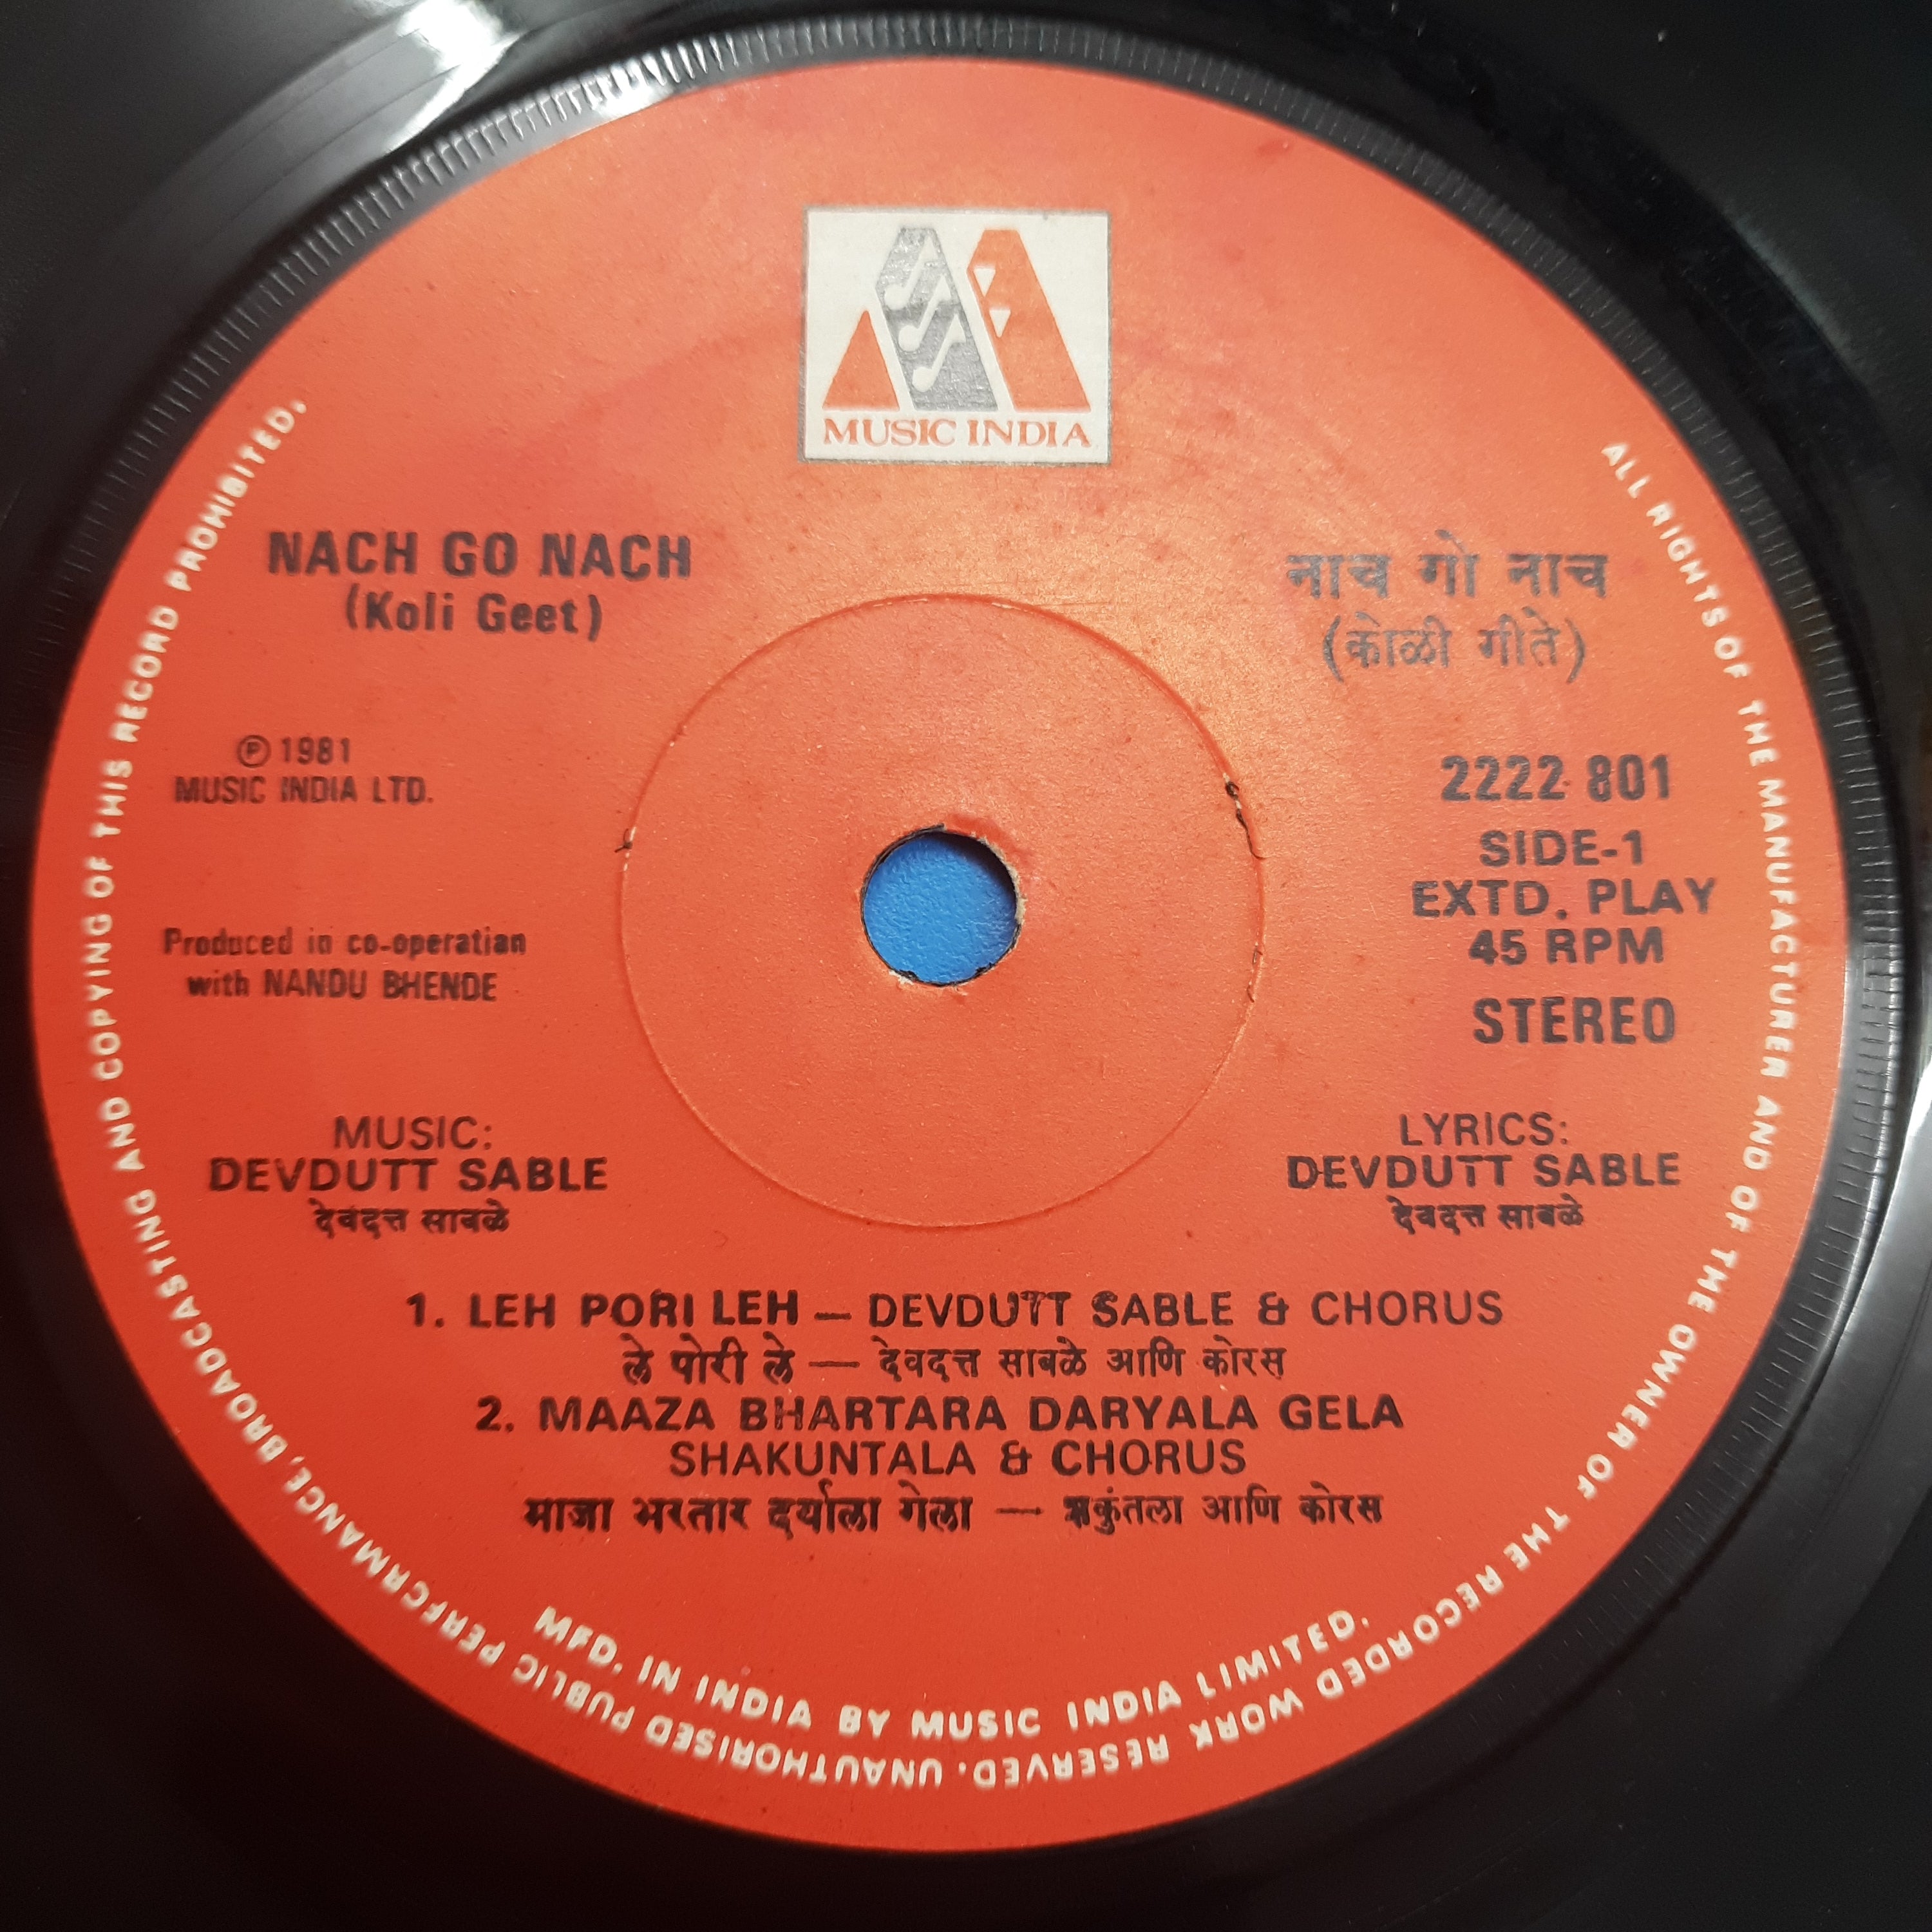 MUSIC INDIA
NACH GO NACH
(Koli Geet)
नाच गो नाच
(कोळी गीते)
Ⓟ 1981
MUSIC INDIA LTD.
2222 801
SIDE-1
EXTD. PLAY
45 RPM
STEREO
Produced in co-operatian
with NANDU BHENDE
MUSIC:
DEVDUTT SABLE
देवदत्त साबळे
LYRICS:
DEVDUTT SABLE
देवदत्त साबळे
1. LEH PORI LEH — DEVDUTT SABLE & CHORUS
ले पोरी ले — देवदत्त साबळे आणि कोरस
2. MAAZA BHARTARA DARYALA GELA
SHAKUNTALA & CHORUS
माजा भरतार दर्याला गेला — शकुंतला आणि कोरस
MFD. IN INDIA BY MUSIC INDIA LIMITED.
ALL RIGHTS OF THE MANUFACTURER AND OF THE OWNER OF THE RECORDED WORK RESERVED. UNAUTHORISED PUBLIC PERFORMANCE, BROADCASTING AND COPYING OF THIS RECORD PROHIBITED.